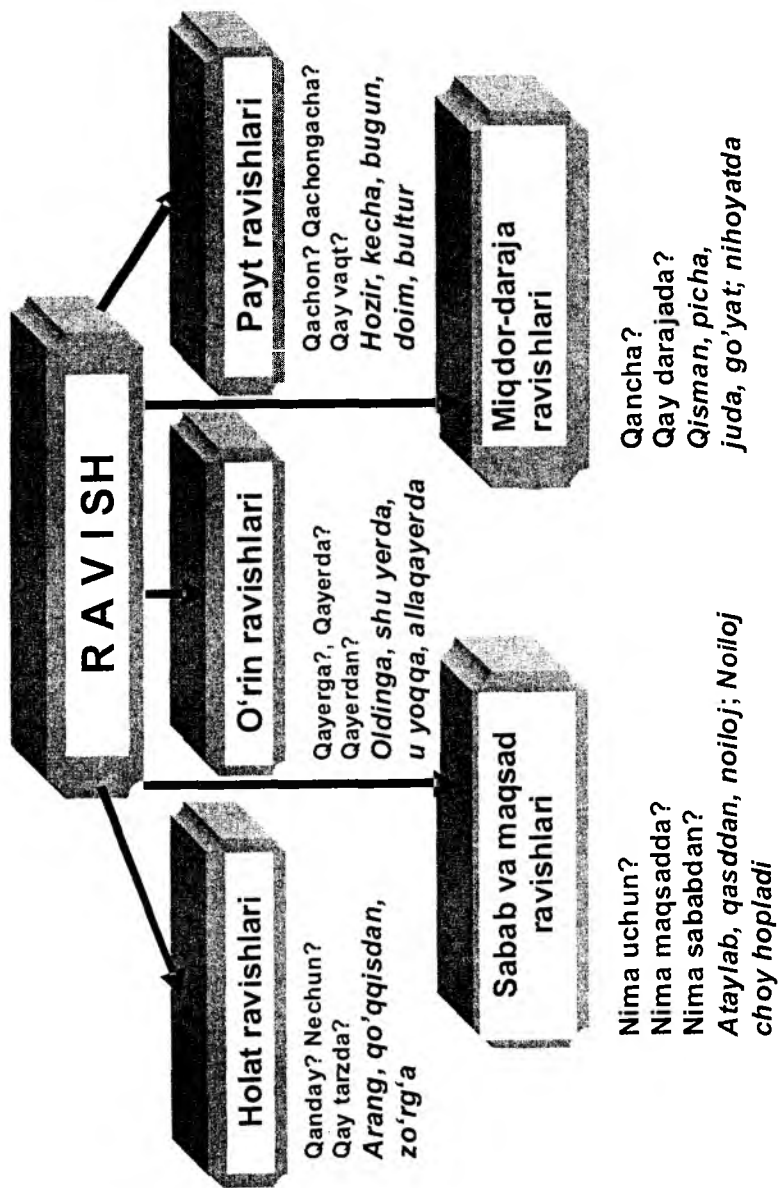 RAVISH
Holat ravishlari
Qanday? Nechun?
Qay tarzda?
Arang, qo'qqisdan,
zo'rg'a
O'rin ravishlari
Qayerga?, Qayerda?
Qayerdan?
Oldinga, shu yerda,
u yoqqa, allaqayerda
Payt ravishlari
Qachon? Qachongacha?
Qay vaqt?
Hozir, kecha, bugun,
doim, bultur
Sabab va maqsad
ravishlari
Nima uchun?
Nima maqsadda?
Nima sababdan?
Ataylab, qasddan, noiloj; Noiloj
choy hopladi
Miqdor-daraja
ravishlari
Qancha?
Qay darajada?
Qisman, picha,
juda, go'yat; nihoyatda